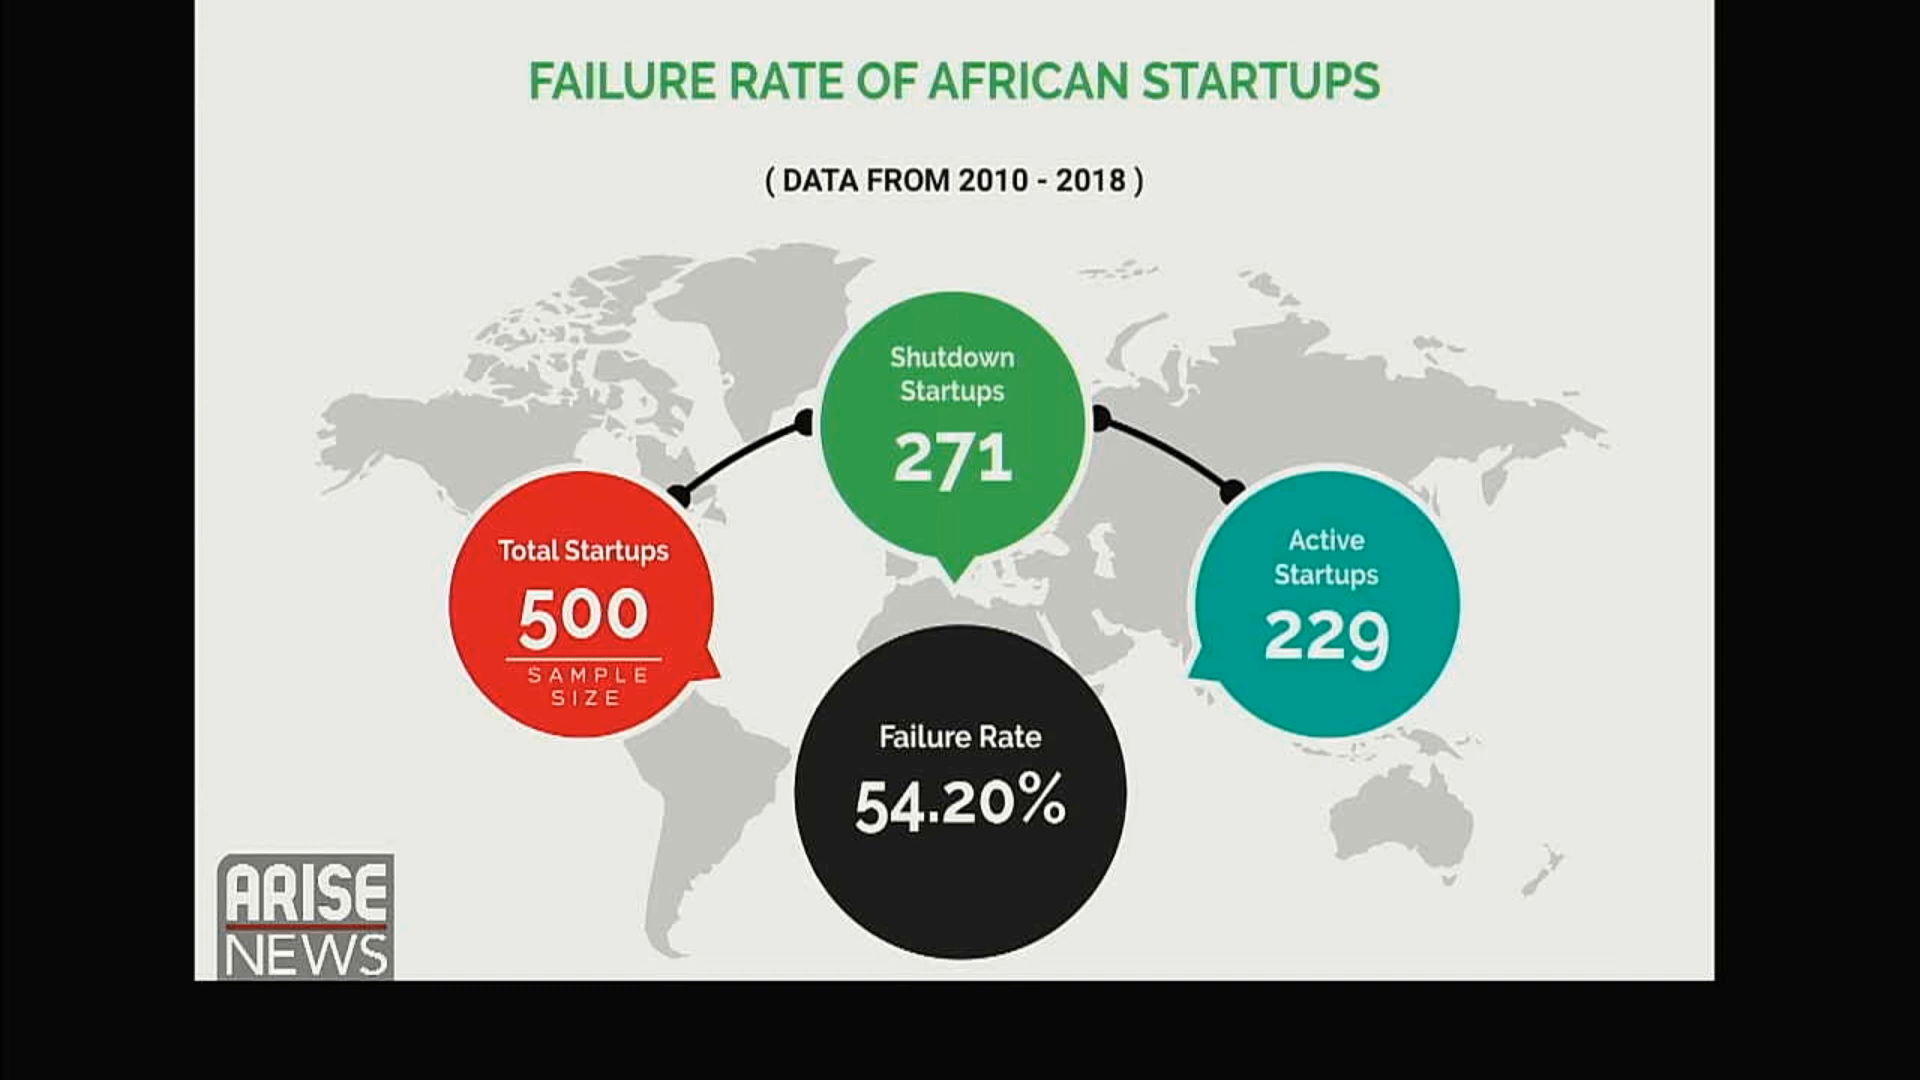 FAILURE RATE OF AFRICAN STARTUPS
( DATA FROM 2010 - 2018 )
Shutdown
Startups
271
Total Startups
500
SAMPLE
SIZE
Active
Startups
229
Failure Rate
54.20%
ARISE
NEWS